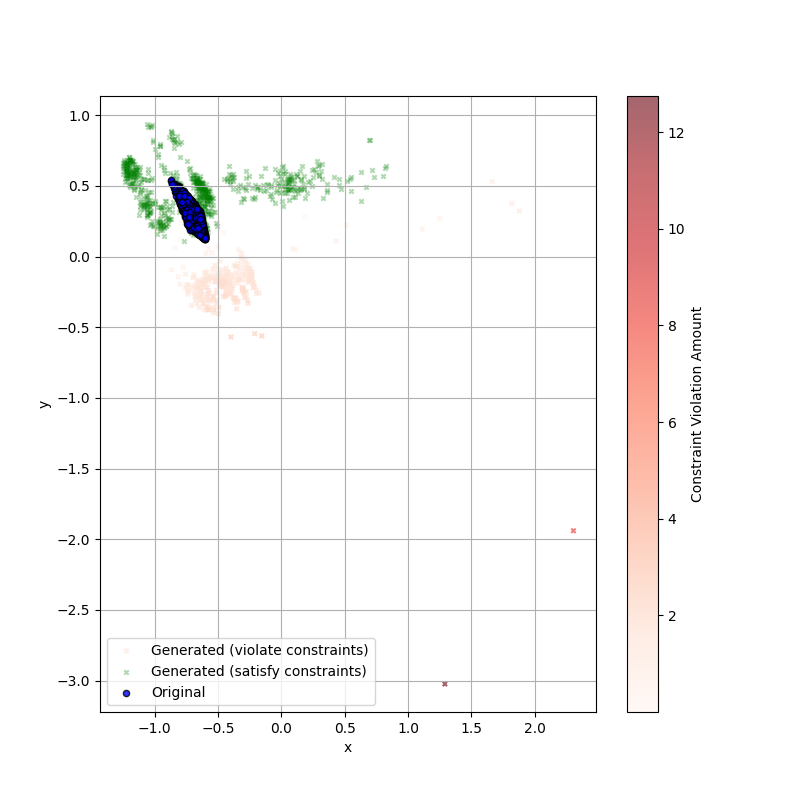 1.0
0.5
0.0
−0.5
−1.0
−1.5
−2.0
−2.5
−3.0
y
−1.0 −0.5 0.0 0.5 1.0 1.5 2.0
x
Generated (violate constraints)
Generated (satisfy constraints)
Original
12
10
8
6
4
2
Constraint Violation Amount